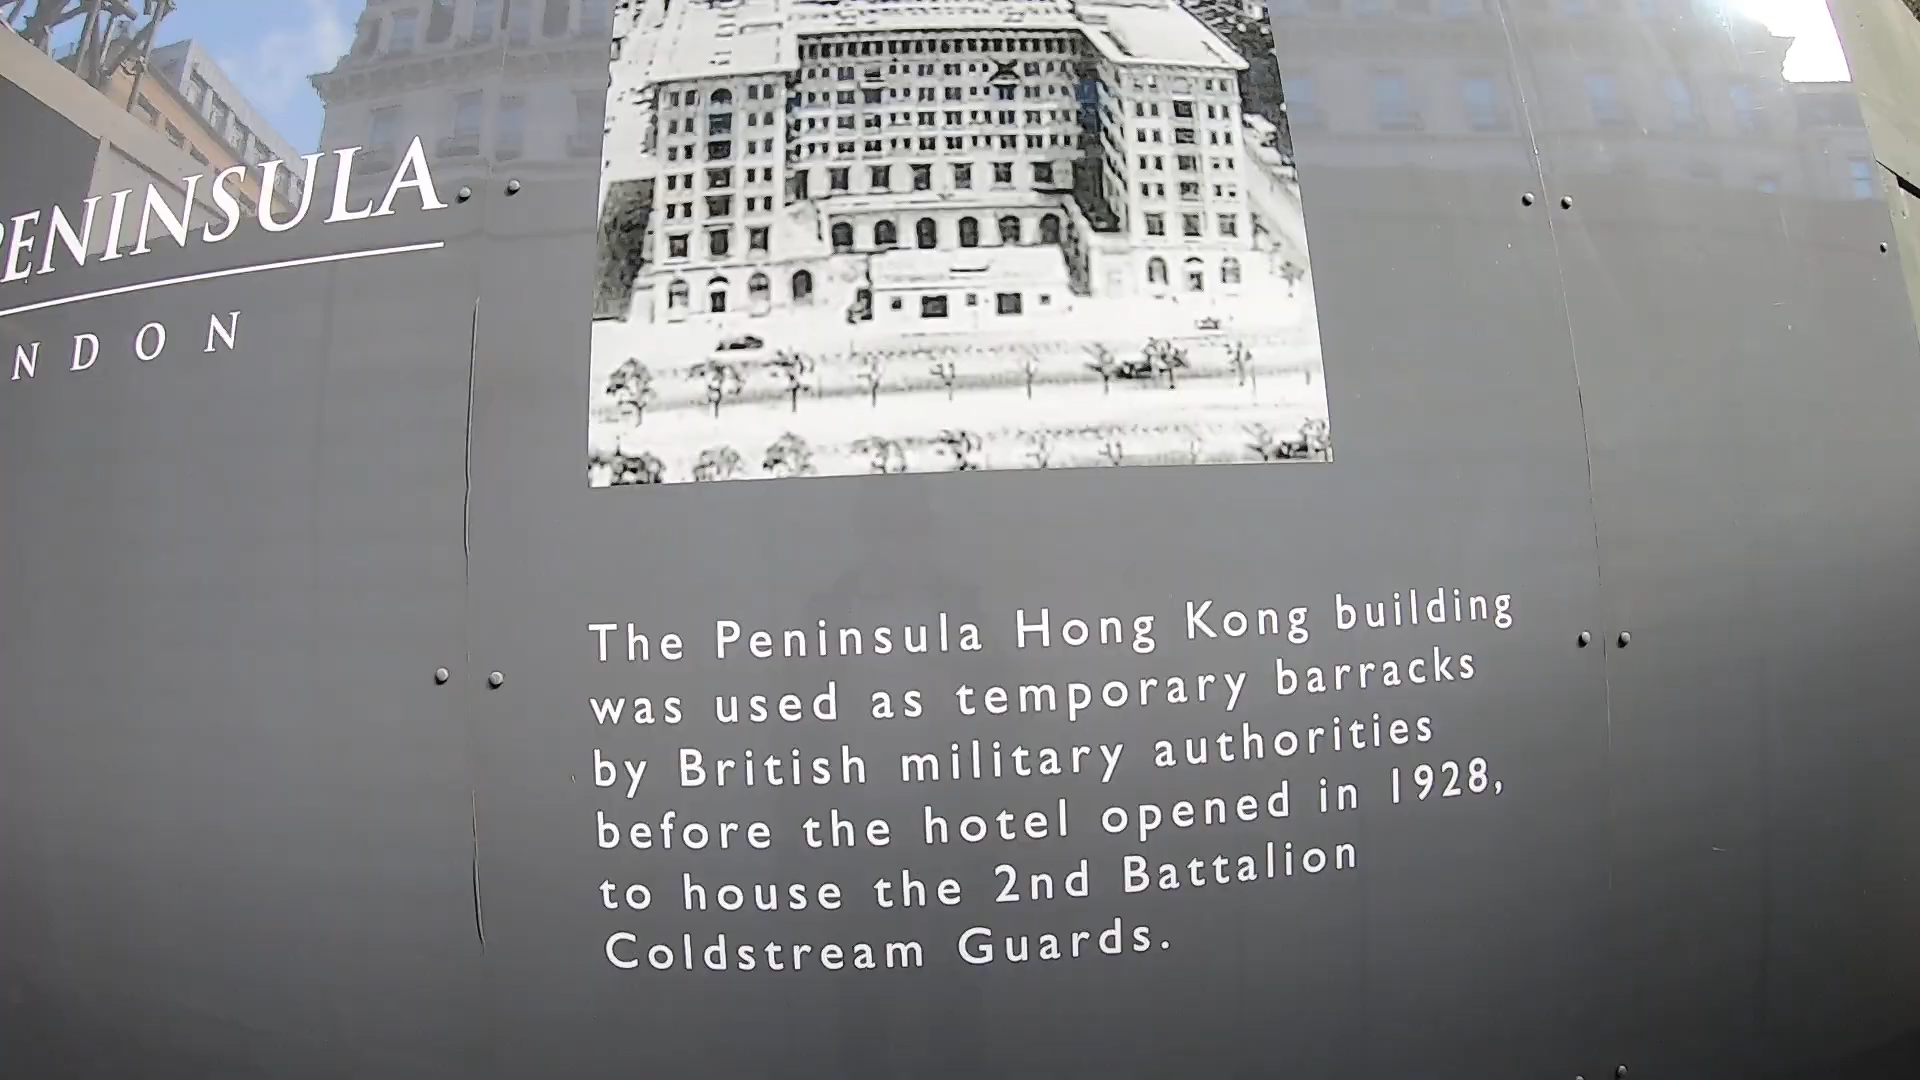 PENINSULA
NDON
The Peninsula Hong Kong building
was used as temporary barracks
by British military authorities
before the hotel opened in 1928,
to house the 2nd Battalion
Coldstream Guards.